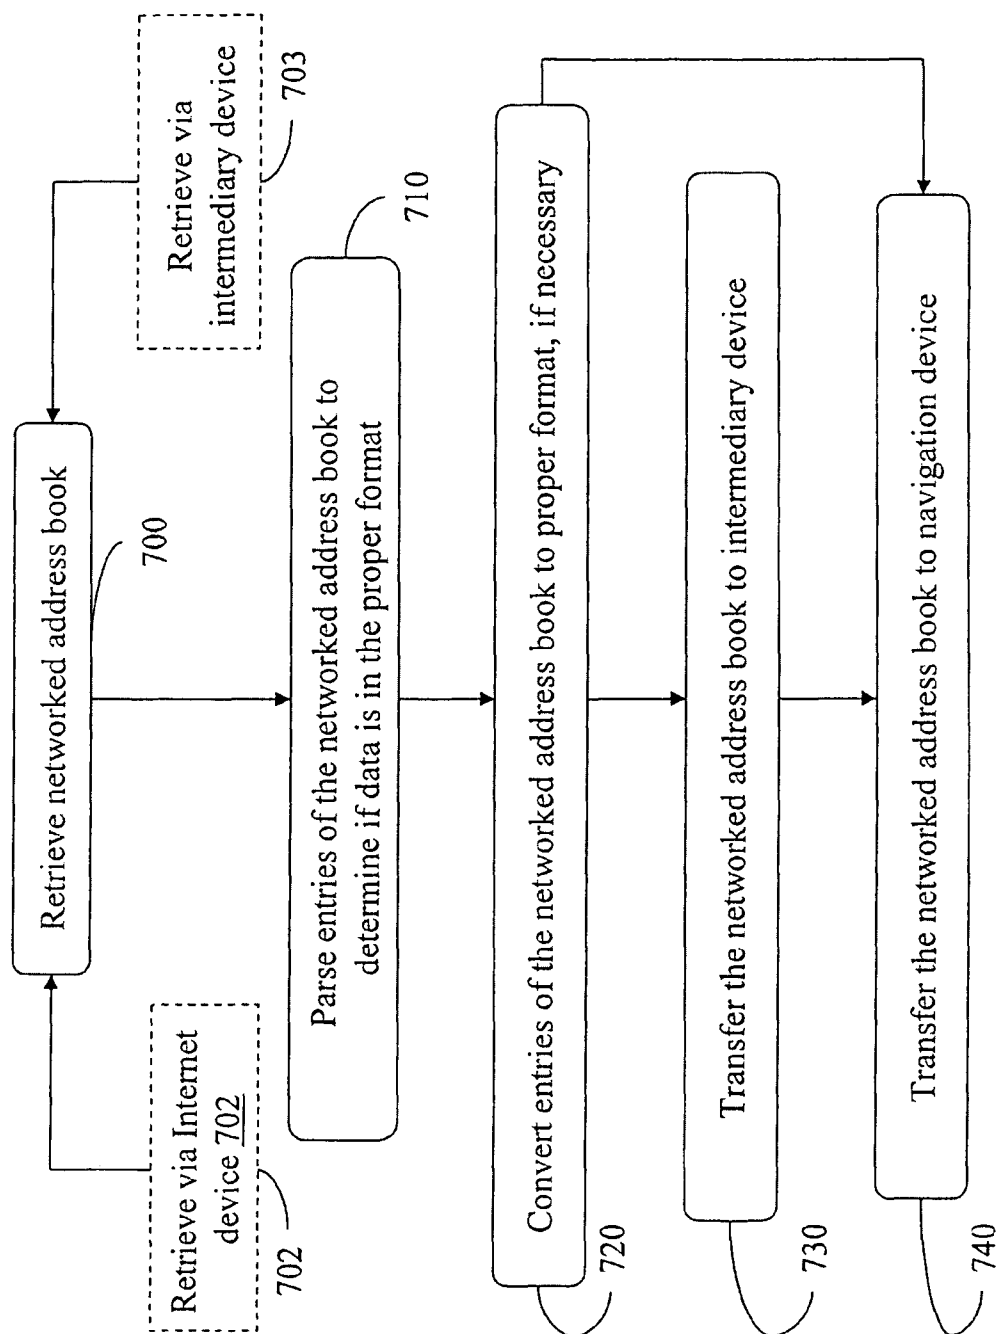 Retrieve networked address book
700
Retrieve via Internet
device 702
702
Retrieve via
intermediary device
703
Parse entries of the networked address book to
determine if data is in the proper format
710
Convert entries of the networked address book to proper format, if necessary
720
Transfer the networked address book to intermediary device
730
Transfer the networked address book to navigation device
740